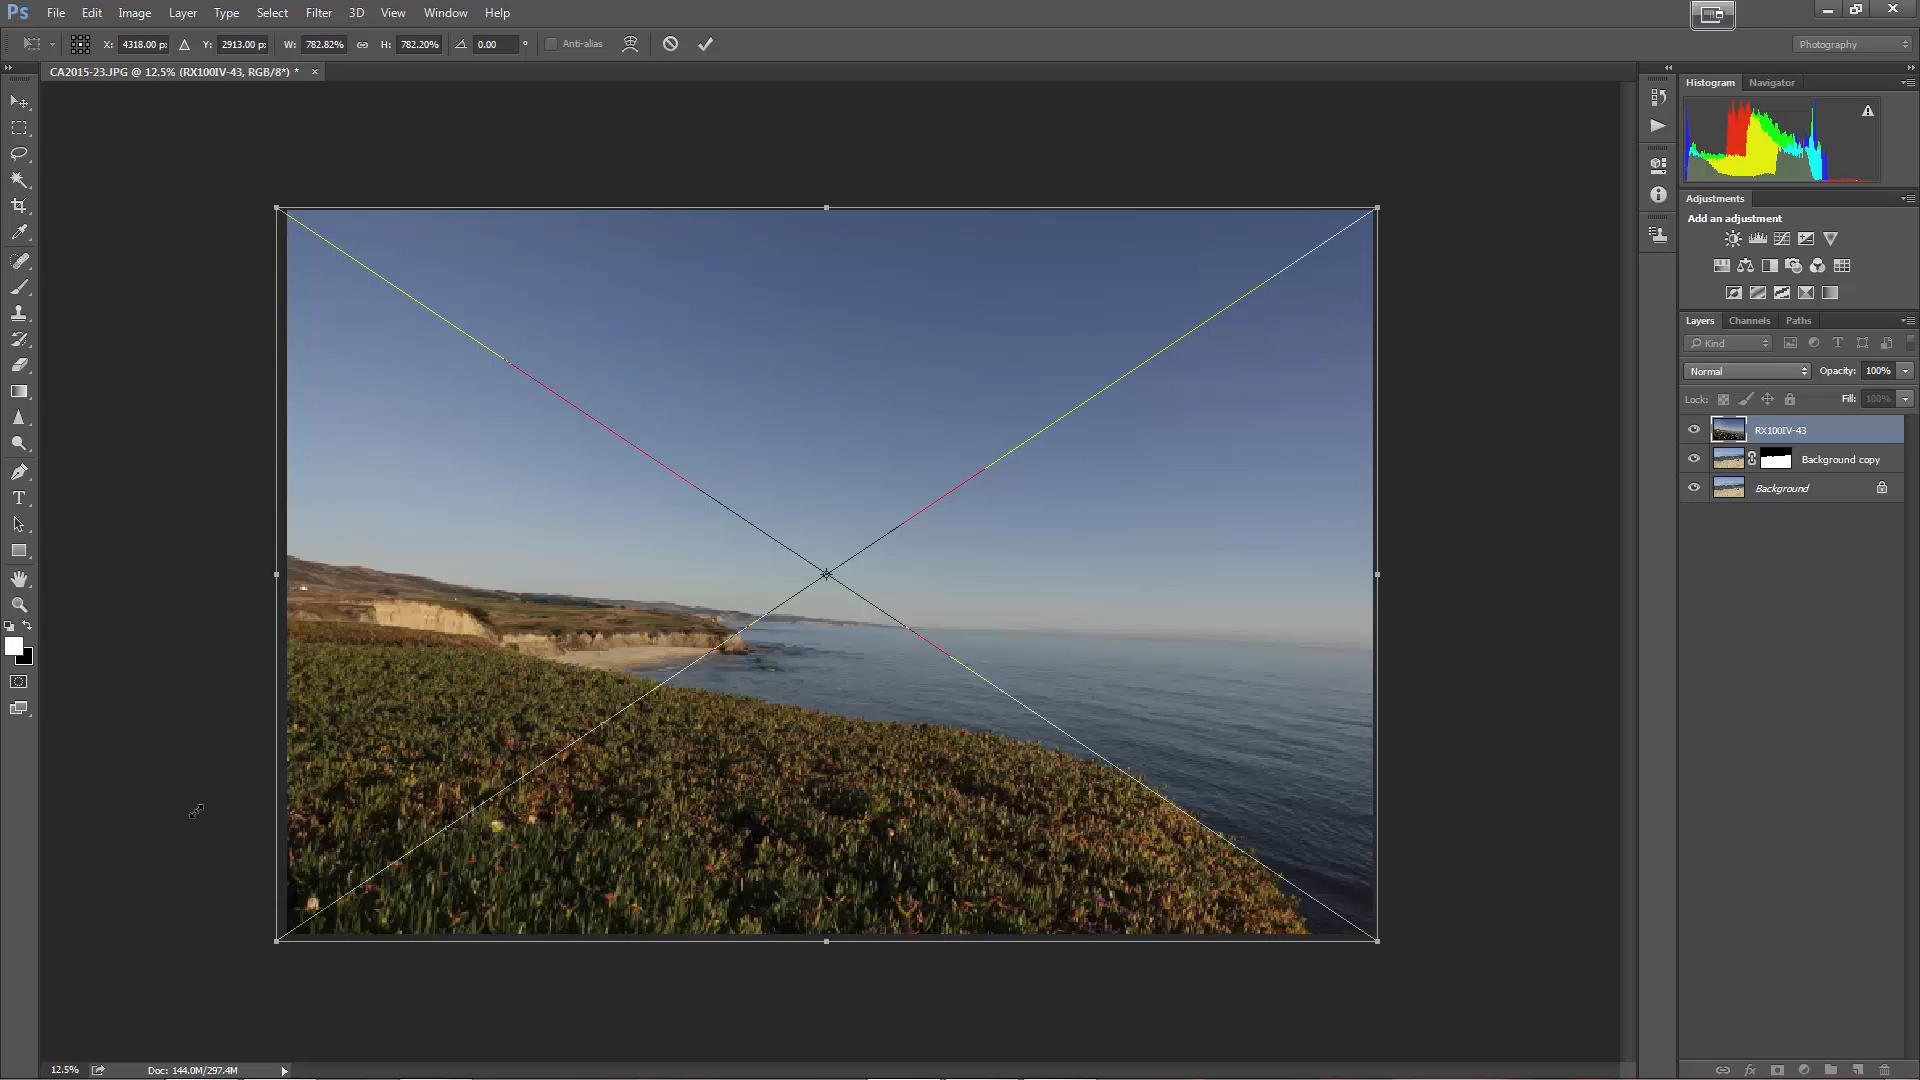 Ps File Edit Image Layer Type Select Filter 3D View Window Help
X: 4318.00 p: Y: 2913.00 p: W: 782.82% H: 782.20% 0.00 ° Anti-alias Photography
CA2015-23.JPG @ 12.5% (RX100IV-43, RGB/8*) * ×
Histogram Navigator
Adjustments
Add an adjustment
Layers Channels Paths
Kind
Normal Opacity: 100%
Lock: Fill: 100%
RX100IV-43
Background copy
Background
12.5% Doc: 144.0M/297.4M